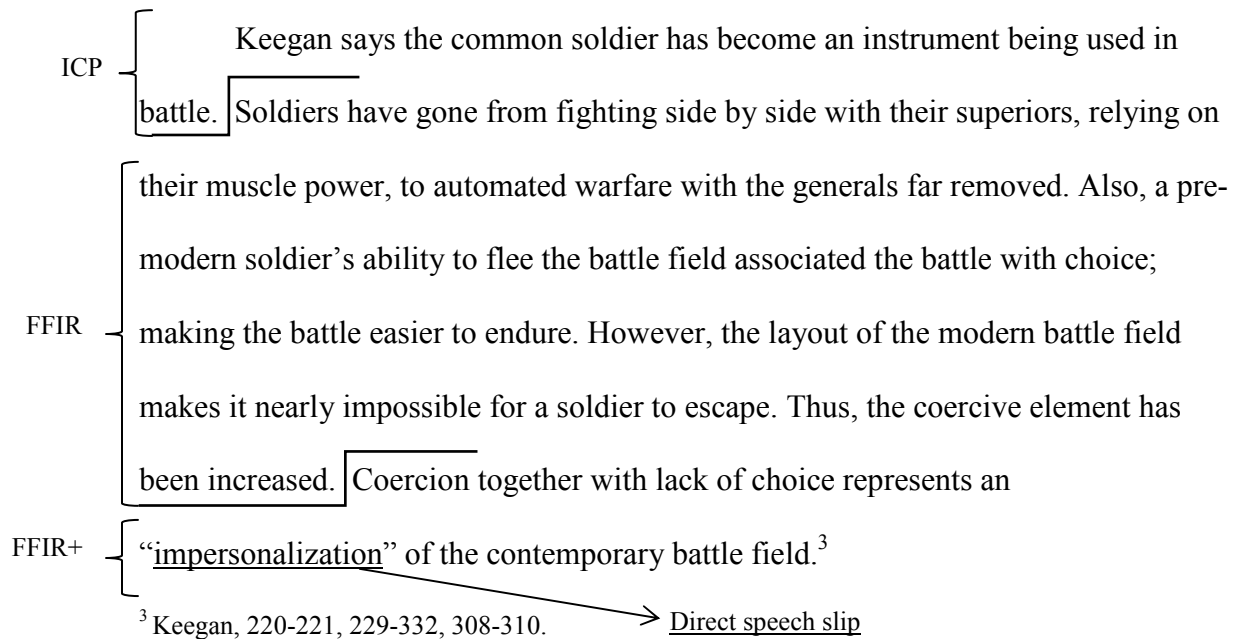 Keegan says the common soldier has become an instrument being used in
ICP
battle. Soldiers have gone from fighting side by side with their superiors, relying on
their muscle power, to automated warfare with the generals far removed. Also, a pre-
modern soldier’s ability to flee the battle field associated the battle with choice;
FFIR
making the battle easier to endure. However, the layout of the modern battle field
makes it nearly impossible for a soldier to escape. Thus, the coercive element has
been increased. Coercion together with lack of choice represents an
FFIR+
“impersonalization” of the contemporary battle field.3
3 Keegan, 220-221, 229-332, 308-310.
Direct speech slip